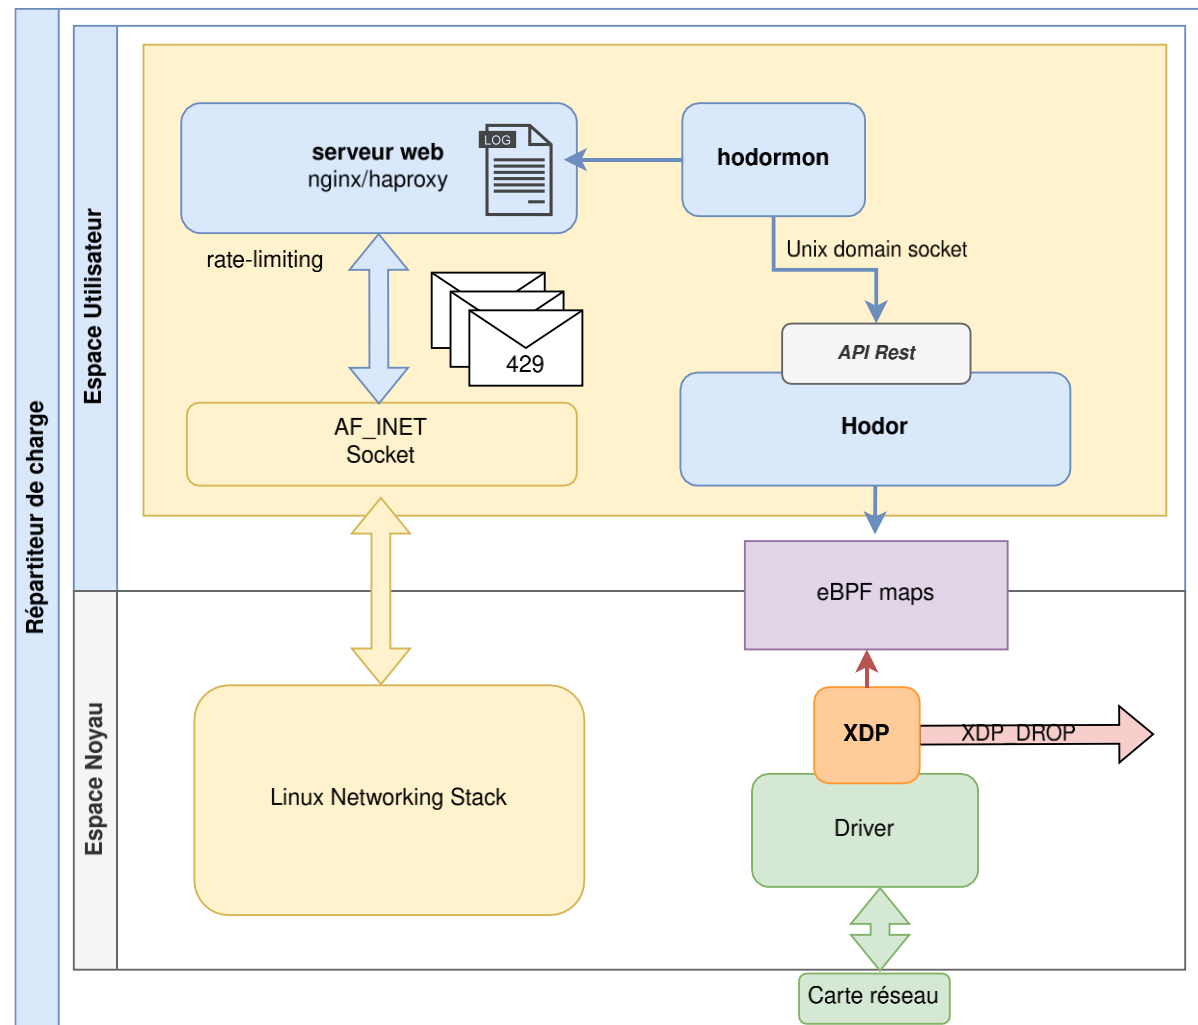 Répartiteur de charge
Espace Utilisateur
serveur web
nginx/haproxy
LOG
hodormon
rate-limiting
Unix domain socket
429
API Rest
AF_INET
Socket
Hodor
eBPF maps
Espace Noyau
XDP
XDP_DROP
Linux Networking Stack
Driver
Carte réseau